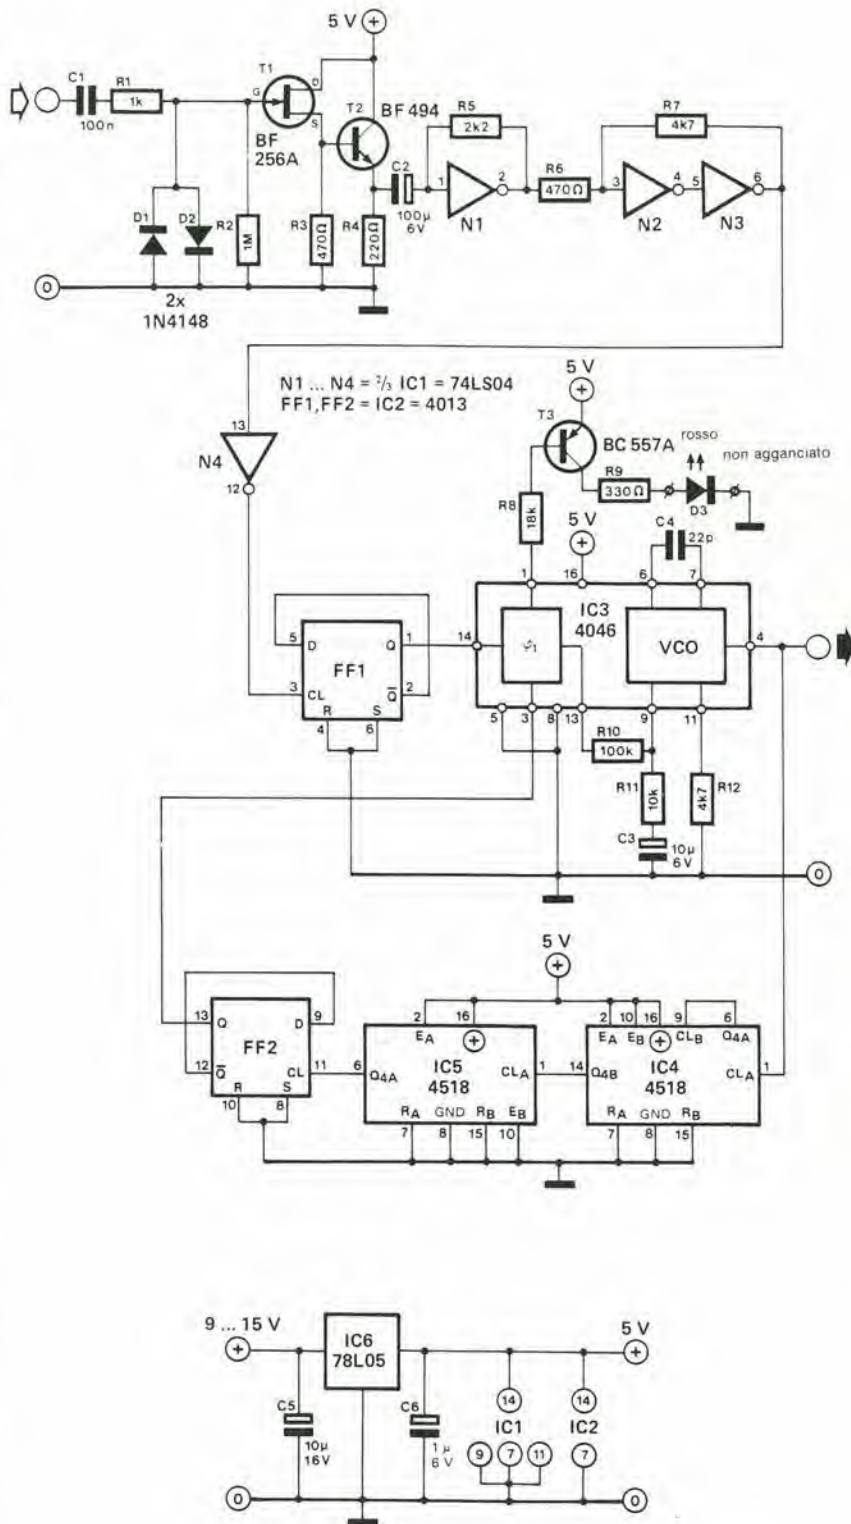 5 V
C1
100n
R1
1k
T1
G
D
S
BF
256A
T2
BF 494
D1
D2
2x
1N4148
R2
1M
R3
470Ω
R4
220Ω
C2
100µ
6V
R5
2k2
1
2
N1
R6
470Ω
R7
4k7
3
4
5
6
N2
N3
0
N1 ... N4 = ⅔ IC1 = 74LS04
FF1, FF2 = IC2 = 4013
13
N4
12
5 V
T3
BC 557A
rosso
non agganciato
R8
18k
R9
330Ω
D3
5 V
C4
22p
1
16
6
7
IC3
4046
14
VCO
4
5
3
8
13
9
11
5
D
Q
1
FF1
3
CL
Q
2
R
S
4
6
R10
100k
R11
10k
R12
4k7
C3
10µ
6V
0
5 V
13
Q
D
9
FF2
12
Q
CL
11
R
S
10
8
2
16
EA
IC5
4518
6
Q4A
CLA
1
RA
GND
RB
EB
7
8
15
10
2
10
16
9
6
EA
EB
CLB
Q4A
IC4
4518
14
Q4B
CLA
1
RA
GND
RB
7
8
15
9 ... 15 V
IC6
78L05
5 V
C5
10µ
16V
C6
1µ
6V
14
IC1
9
7
11
14
IC2
7
0
0